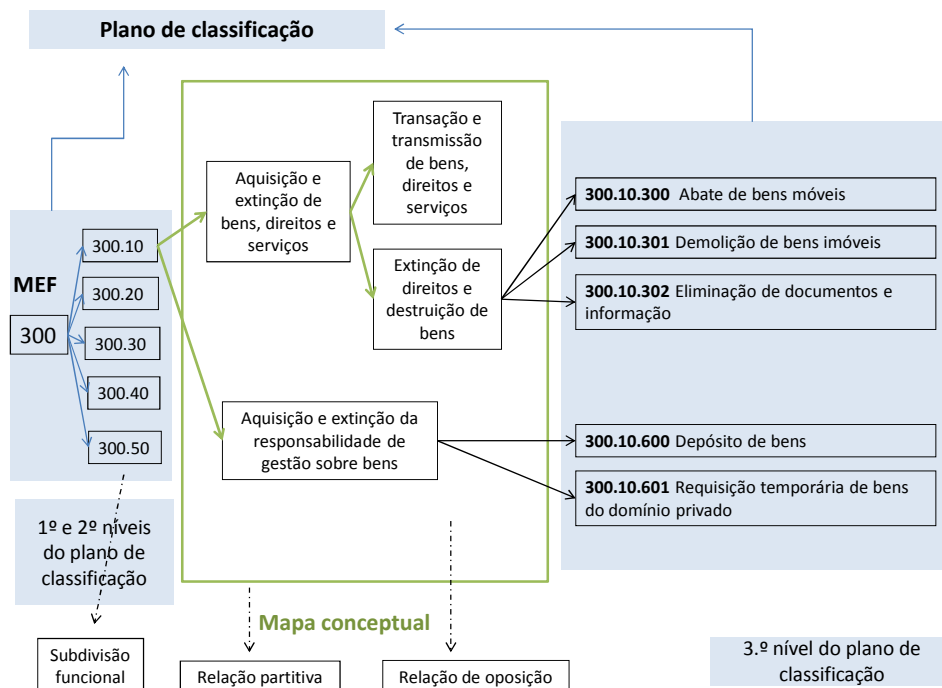 Plano de classificação
MEF
300
300.10
300.20
300.30
300.40
300.50
1º e 2º níveis
do plano de
classificação
Subdivisão
funcional
Aquisição e
extinção de
bens, direitos e
serviços
Transação e
transmissão
de bens,
direitos e
serviços
Extinção de
direitos e
destruição de
bens
Aquisição e extinção da
responsabilidade de
gestão sobre bens
Mapa conceptual
Relação partitiva
Relação de oposição
300.10.300 Abate de bens móveis
300.10.301 Demolição de bens imóveis
300.10.302 Eliminação de documentos e
informação
300.10.600 Depósito de bens
300.10.601 Requisição temporária de bens
do domínio privado
3.º nível do plano de
classificação